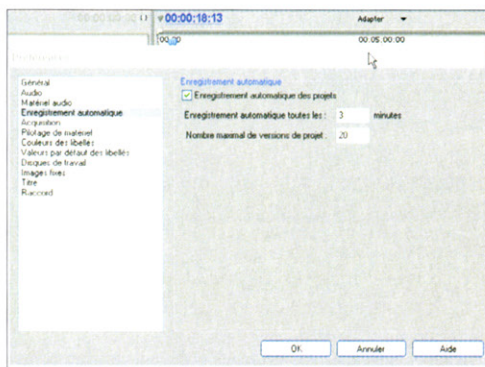 00:00:18:13 Adapter
00:00 00:05:00:00
Général
Audio
Matériel audio
Enregistrement automatique
Acquisition
Pilotage de matériel
Couleurs des libellés
Valeurs par défaut des libellés
Disques de travail
Images fixes
Titre
Raccord
Enregistrement automatique
Enregistrement automatique des projets
Enregistrement automatique toutes les : 3 minutes
Nombre maximal de versions de projet : 20
OK Annuler Aide